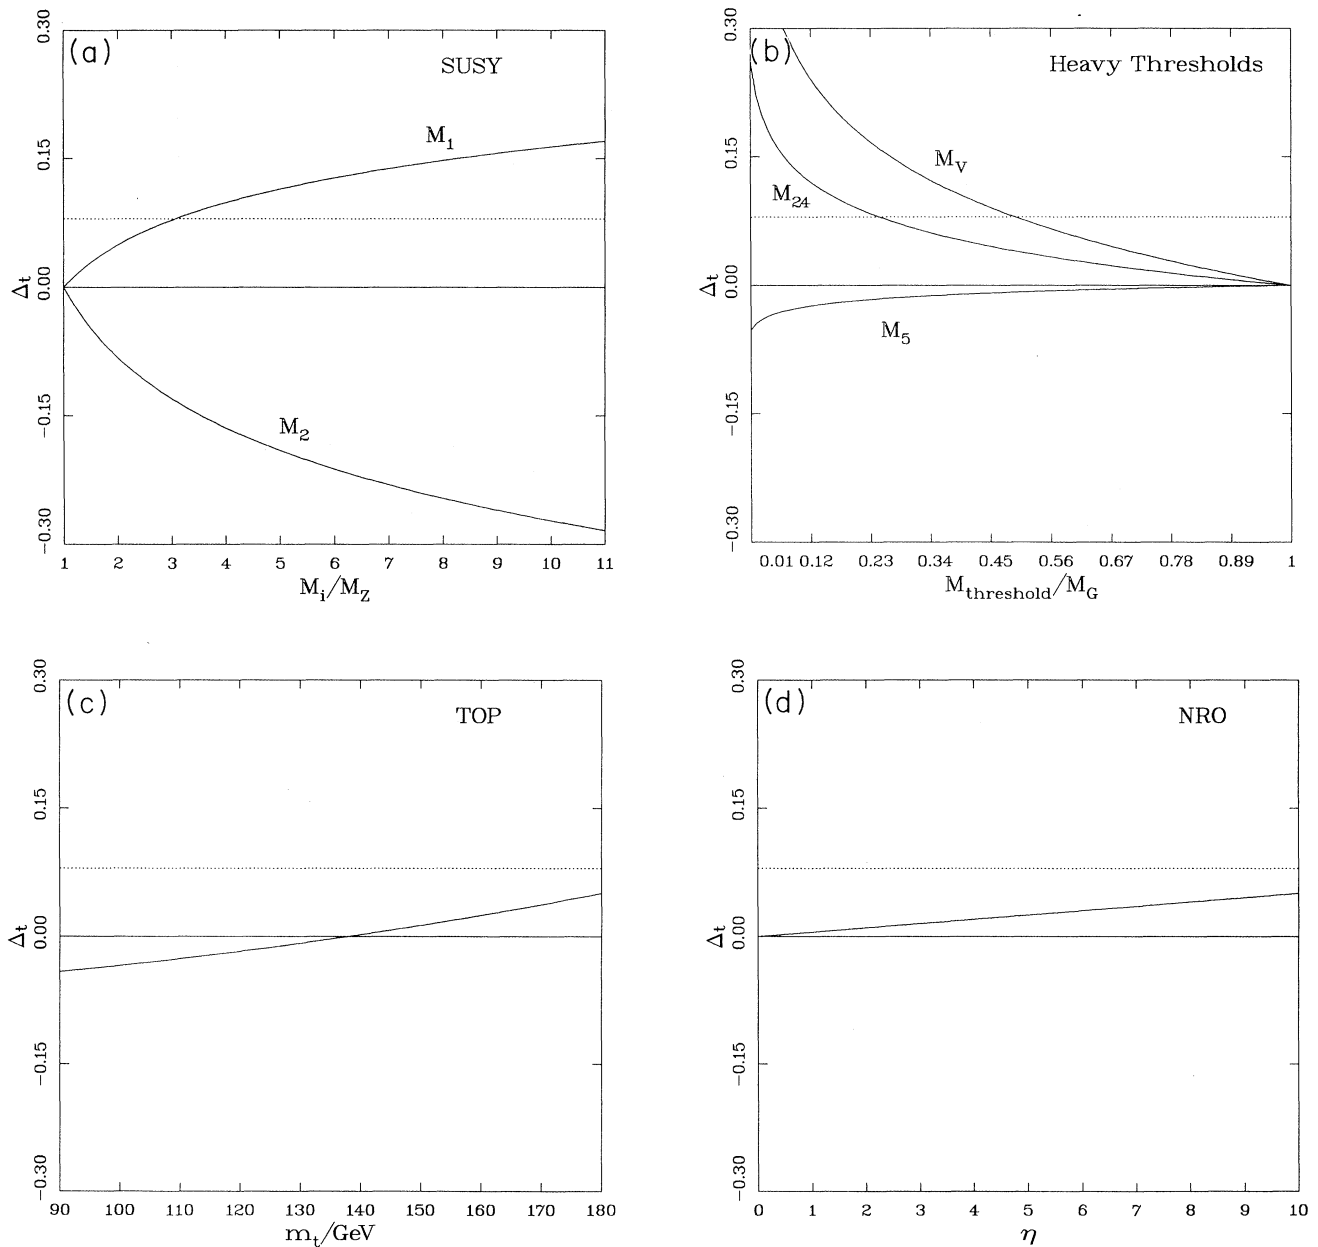 (a) SUSY
0.30
0.15
0.00
−0.15
−0.30
Δt
M1
M2
1 2 3 4 5 6 7 8 9 10 11
Mi/MZ
(b) Heavy Thresholds
0.30
0.15
0.00
−0.15
−0.30
Δt
MV
M24
M5
0.01 0.12 0.23 0.34 0.45 0.56 0.67 0.78 0.89 1
Mthreshold/MG
(c) TOP
0.30
0.15
0.00
−0.15
−0.30
Δt
90 100 110 120 130 140 150 160 170 180
mt/GeV
(d) NRO
0.30
0.15
0.00
−0.15
−0.30
Δt
0 1 2 3 4 5 6 7 8 9 10
η